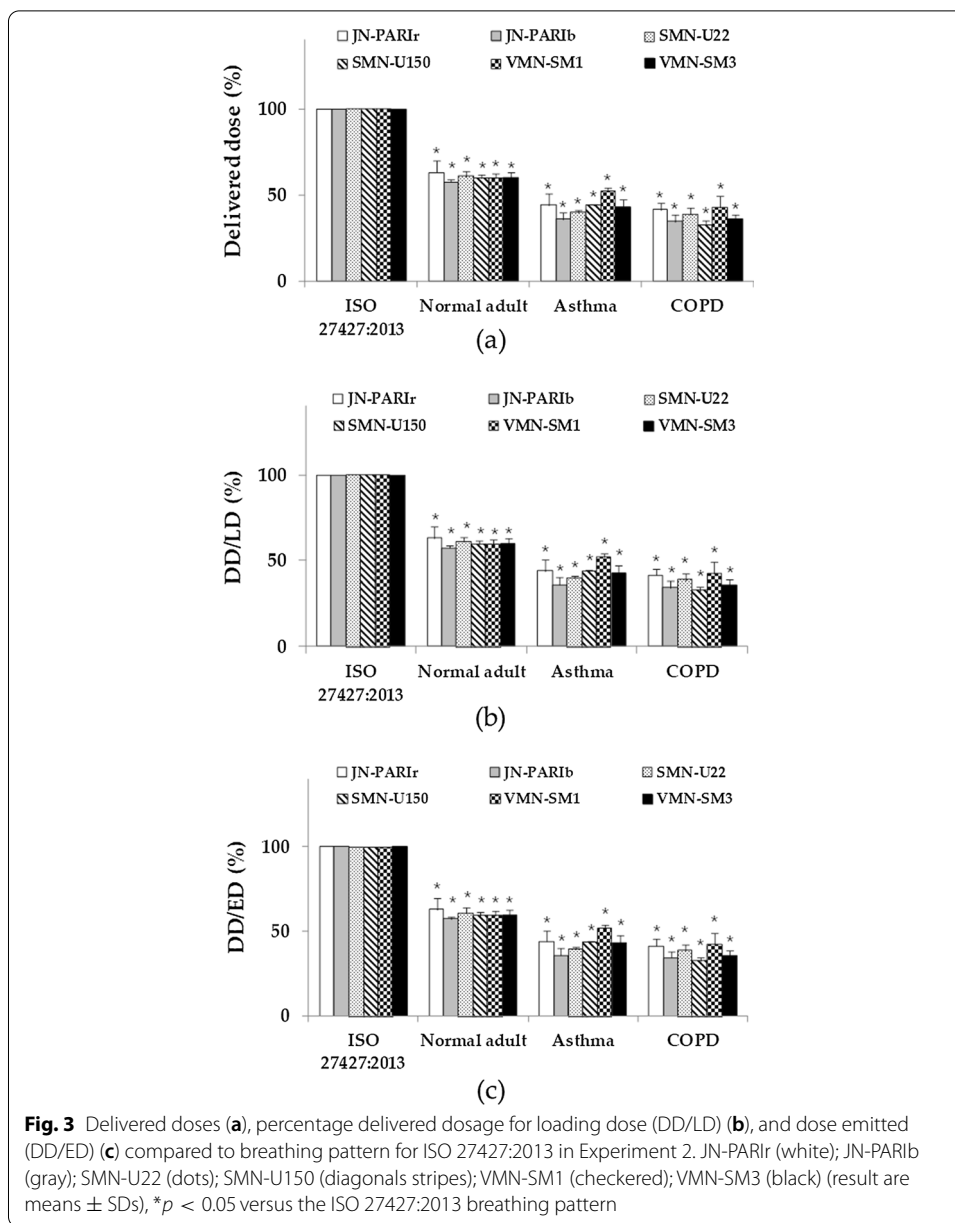 JN-PARIr JN-PARIb SMN-U22
SMN-U150 VMN-SM1 VMN-SM3
Delivered dose (%)
100
50
0
* * * * * *
* * * * * *
* * * * * *
ISO 27427:2013
Normal adult
Asthma
COPD
(a)
JN-PARIr JN-PARIb SMN-U22
SMN-U150 VMN-SM1 VMN-SM3
DD/LD (%)
100
50
0
* * * * * *
* * * * * *
* * * * * *
ISO 27427:2013
Normal adult
Asthma
COPD
(b)
JN-PARIr JN-PARIb SMN-U22
SMN-U150 VMN-SM1 VMN-SM3
DD/ED (%)
100
50
0
* * * * * *
* * * * * *
* * * * * *
ISO 27427:2013
Normal adult
Asthma
COPD
(c)
Fig. 3 Delivered doses (a), percentage delivered dosage for loading dose (DD/LD) (b), and dose emitted
(DD/ED) (c) compared to breathing pattern for ISO 27427:2013 in Experiment 2. JN-PARIr (white); JN-PARIb
(gray); SMN-U22 (dots); SMN-U150 (diagonals stripes); VMN-SM1 (checkered); VMN-SM3 (black) (result are
means ± SDs), *p < 0.05 versus the ISO 27427:2013 breathing pattern